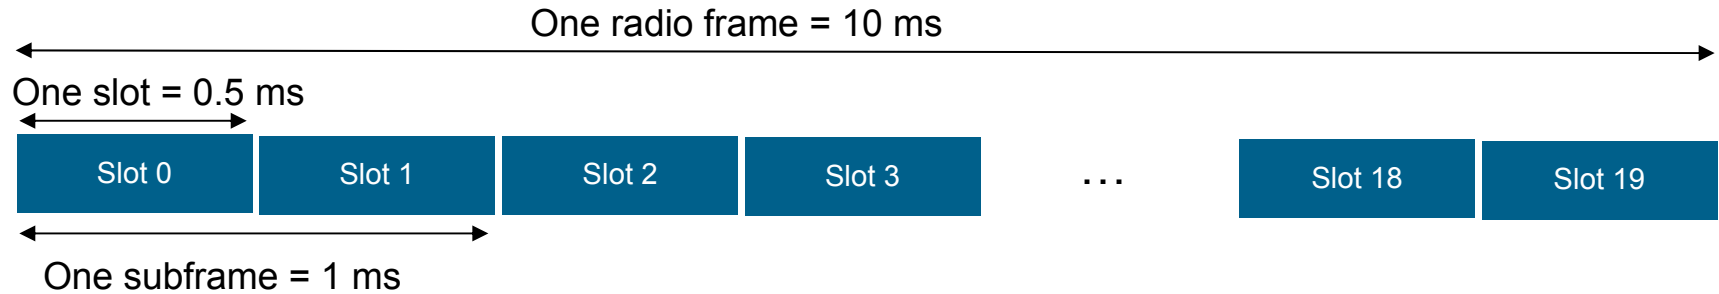 One radio frame = 10 ms
One slot = 0.5 ms
Slot 0
Slot 1
Slot 2
Slot 3
...
Slot 18
Slot 19
One subframe = 1 ms